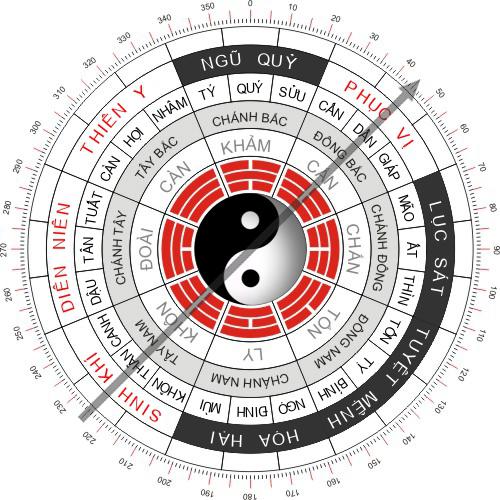 0
10
20
30
40
50
60
70
80
90
100
110
120
130
140
150
160
170
180
190
200
210
220
230
240
250
260
270
280
290
300
310
320
330
340
350
NGŨ QUỶ
PHỤC VỊ
LỤC SÁT
TUYỆT MỆNH
HỌA HẠI
SINH KHÍ
DIÊN NIÊN
THIÊN Y
TÝ
QUÝ
SỬU
CẤN
DẦN
GIÁP
MÃO
ẤT
THÌN
TỐN
TỴ
BÍNH
NGỌ
ĐINH
MÙI
KHÔN
THÂN
CANH
DẬU
TÂN
TUẤT
CÀN
HỢI
NHÂM
CHÁNH BẮC
ĐÔNG BẮC
CHÁNH ĐÔNG
ĐÔNG NAM
CHÁNH NAM
TÂY NAM
CHÁNH TÂY
TÂY BẮC
KHẢM
CẤN
CHẤN
TỐN
LY
KHÔN
ĐOÀI
CÀN